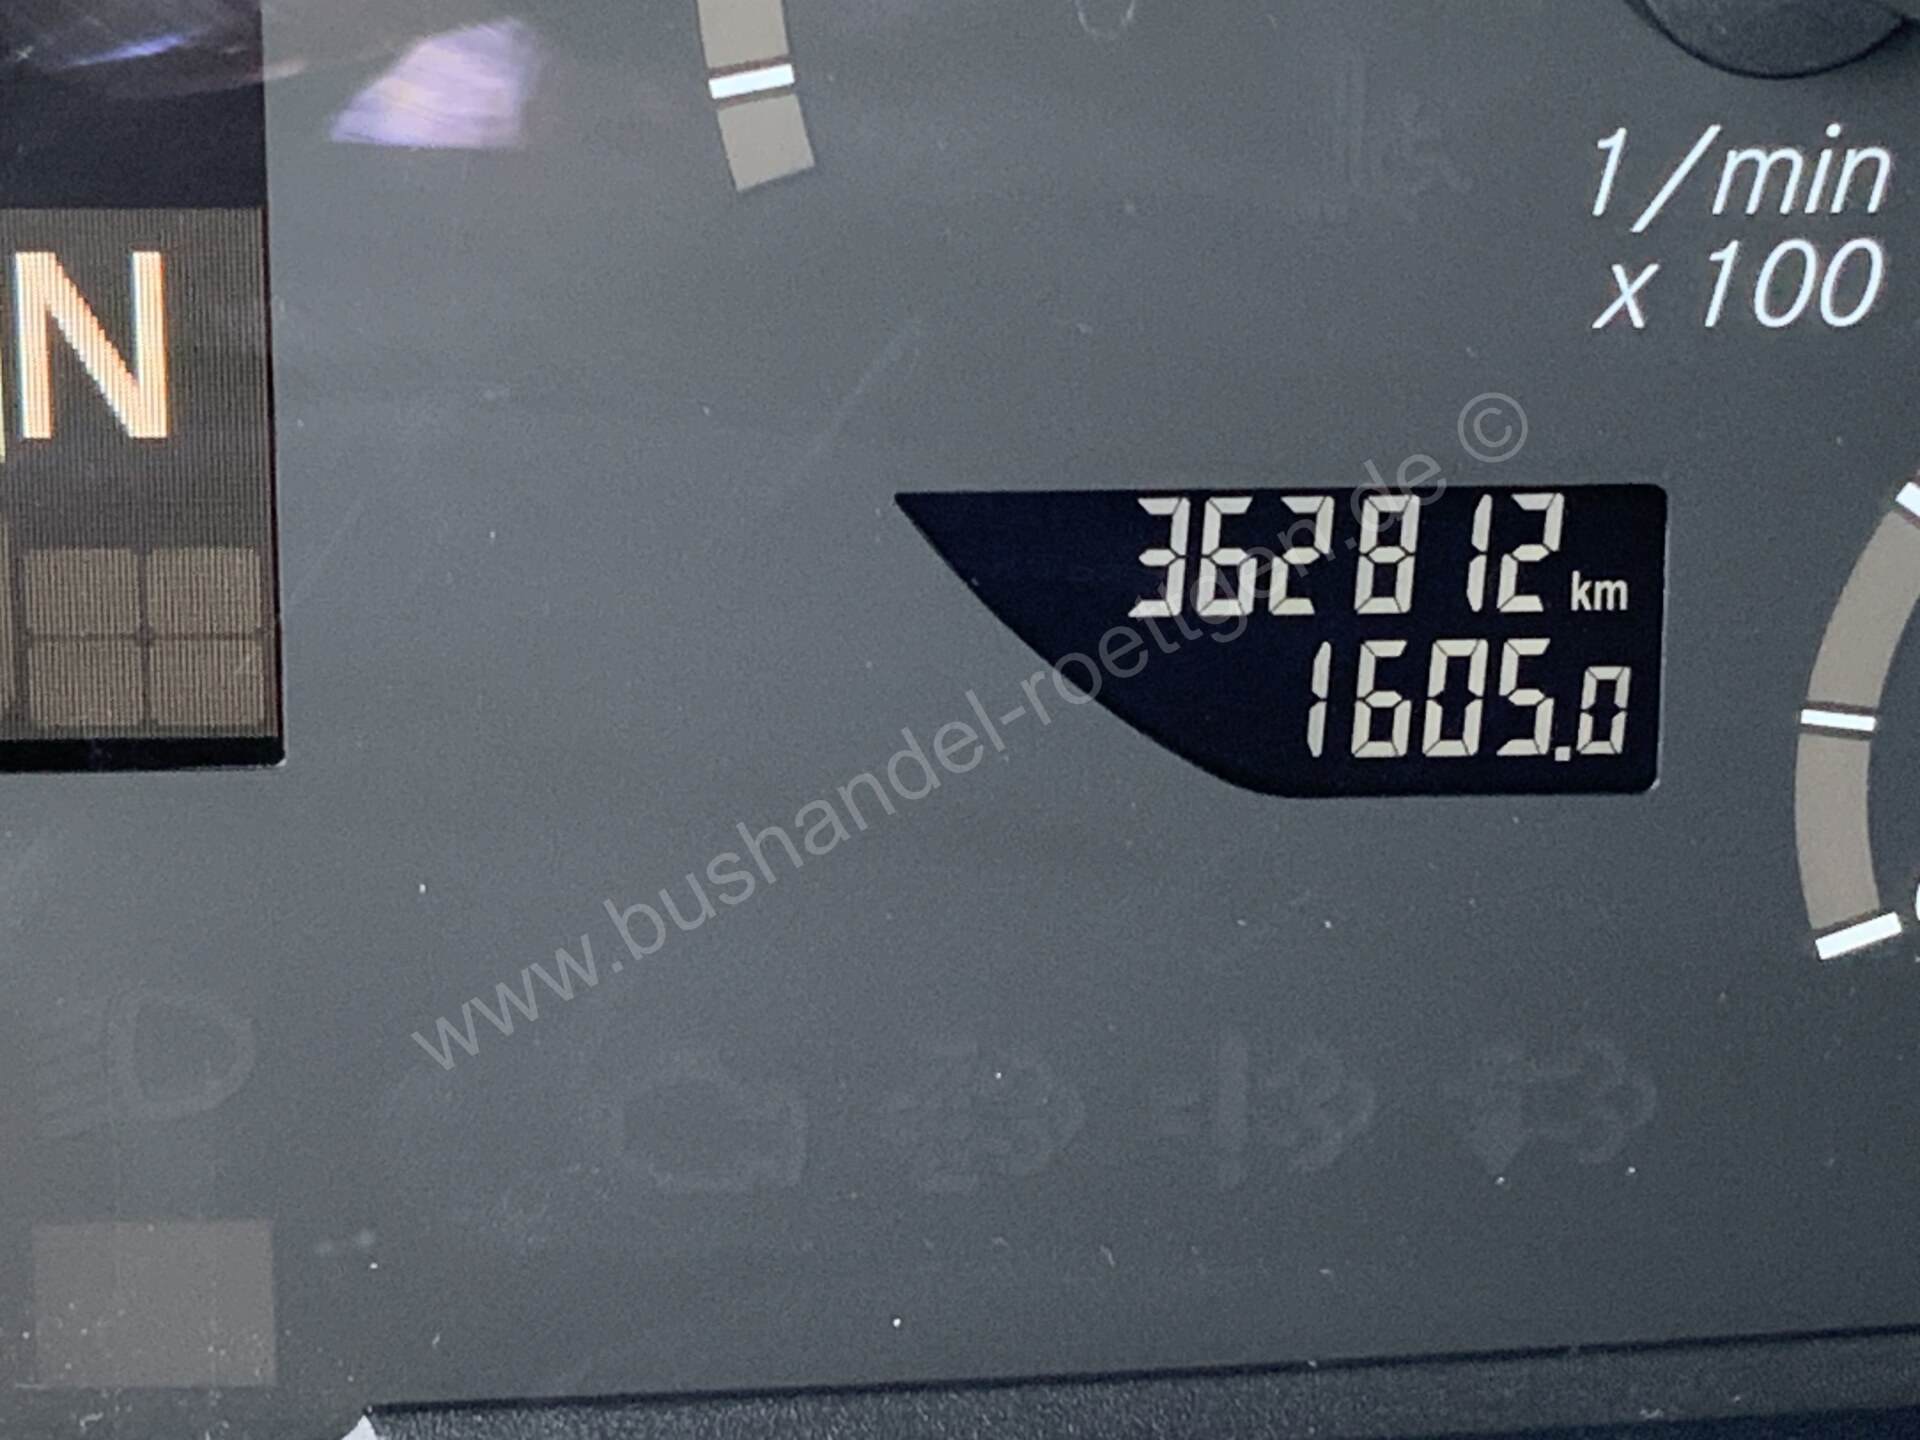 1/min
x 100
N
362812 km
1605.0
www.bushandel-roettgen.de ©